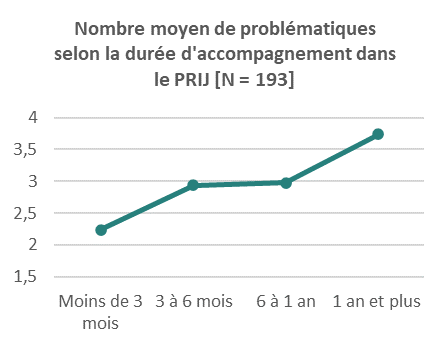 Nombre moyen de problématiques
selon la durée d'accompagnement dans
le PRIJ [N = 193]
4
3,5
3
2,5
2
1,5
Moins de 3 mois
3 à 6 mois
6 à 1 an
1 an et plus